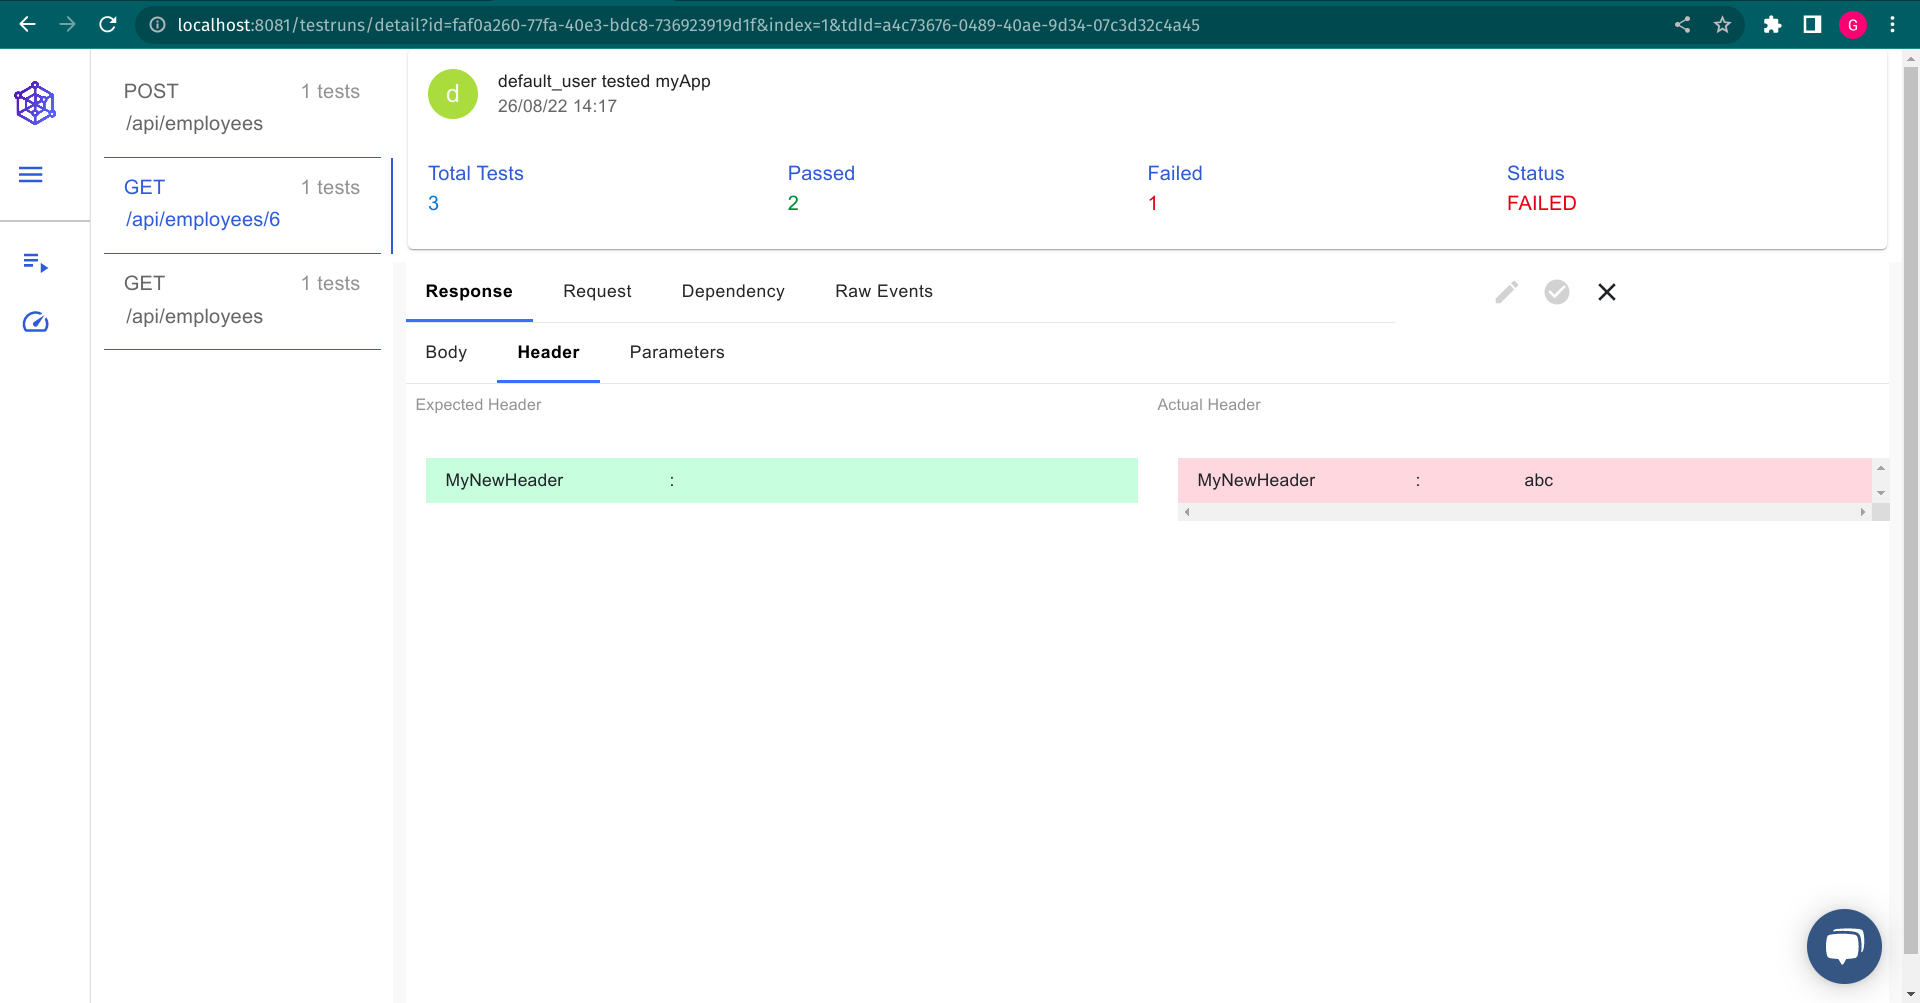 localhost:8081/testruns/detail?id=faf0a260-77fa-40e3-bdc8-736923919d1f&index=1&tdId=a4c73676-0489-40ae-9d34-07c3d32c4a45
G
POST 1 tests
/api/employees
GET 1 tests
/api/employees/6
GET 1 tests
/api/employees
d
default_user tested myApp
26/08/22 14:17
Total Tests Passed Failed Status
3 2 1 FAILED
Response Request Dependency Raw Events
Body Header Parameters
Expected Header Actual Header
MyNewHeader : MyNewHeader : abc